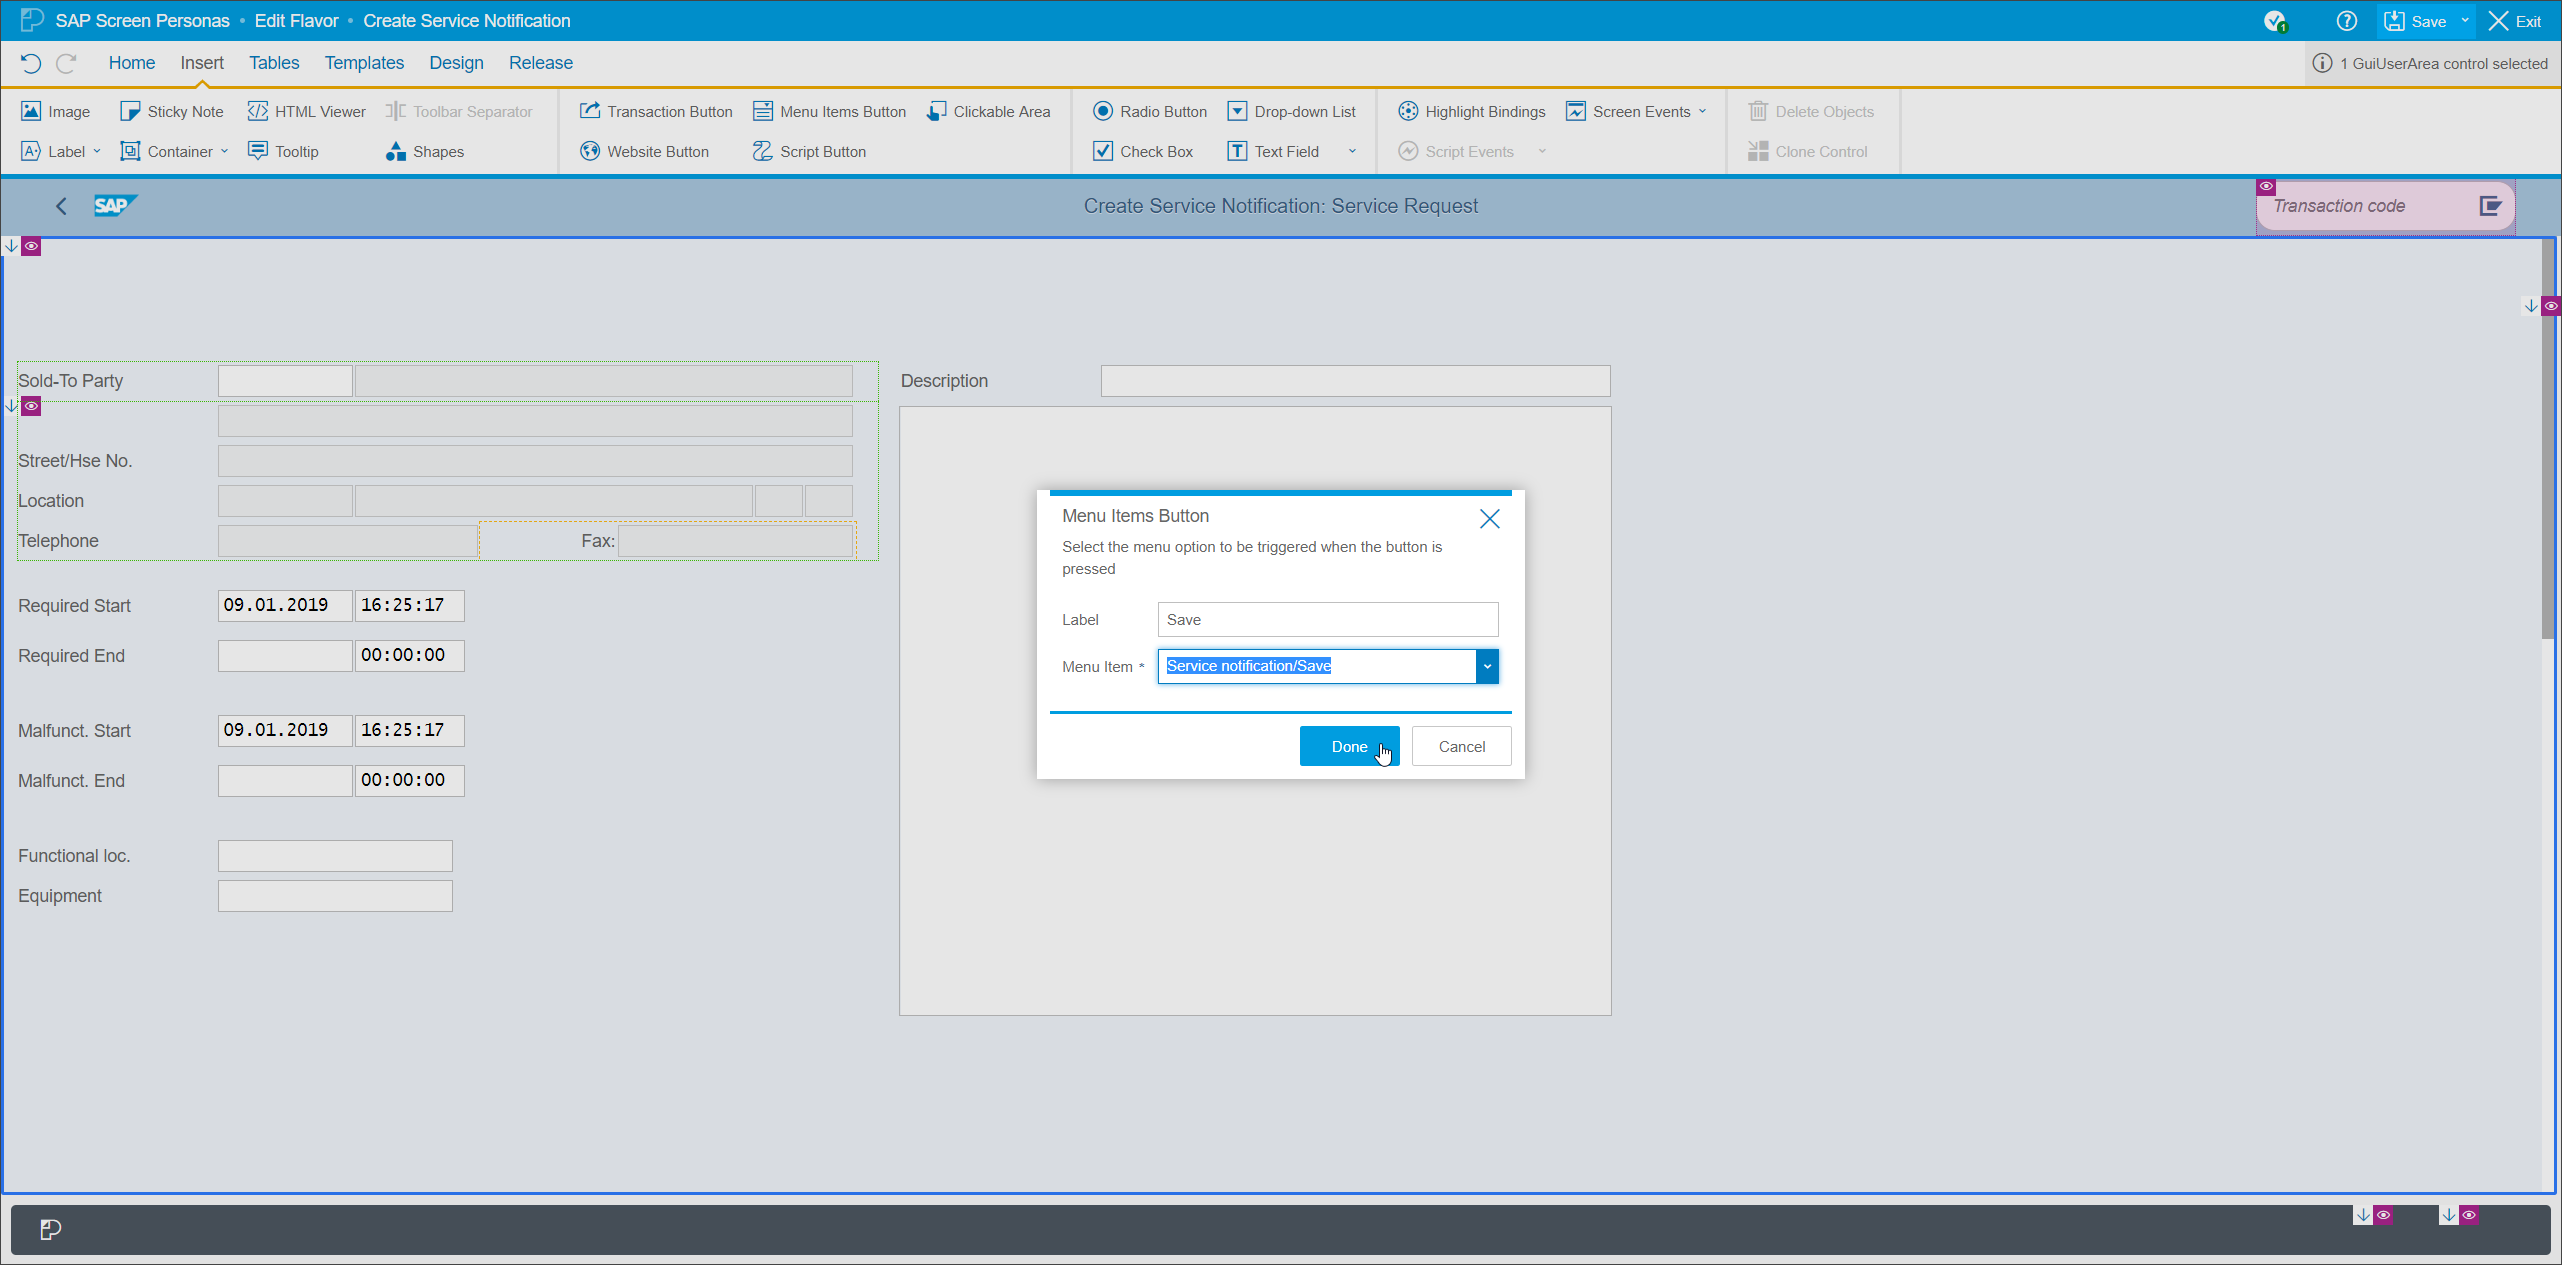 SAP Screen Personas • Edit Flavor • Create Service Notification
1
Save
Exit
Home Insert Tables Templates Design Release
1 GuiUserArea control selected
Image Sticky Note HTML Viewer Toolbar Separator Transaction Button Menu Items Button Clickable Area Radio Button Drop-down List Highlight Bindings Screen Events Delete Objects
Label Container Tooltip Shapes Website Button Script Button Check Box Text Field Script Events Clone Control
SAP
Create Service Notification: Service Request
Transaction code
Sold-To Party
Description
Street/Hse No.
Location
Telephone
Fax:
Required Start 09.01.2019 16:25:17
Required End 00:00:00
Malfunct. Start 09.01.2019 16:25:17
Malfunct. End 00:00:00
Functional loc.
Equipment
Menu Items Button
Select the menu option to be triggered when the button is
pressed
Label Save
Menu Item * Service notification/Save
Done Cancel